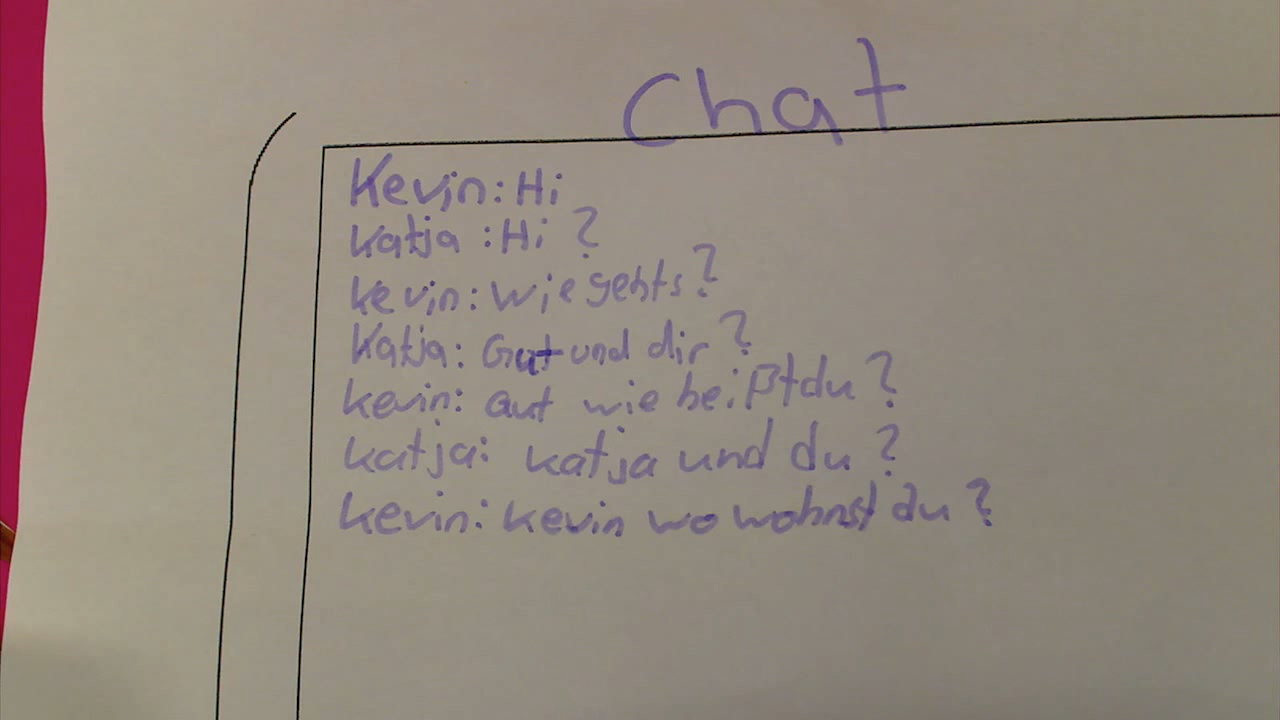 Chat
Kevin: Hi
Katja: Hi?
Kevin: wie gehts?
Katja: Gut und dir?
Kevin: Gut wie heißt du?
Katja: Katja und du?
Kevin: Kevin wo wohnst du?